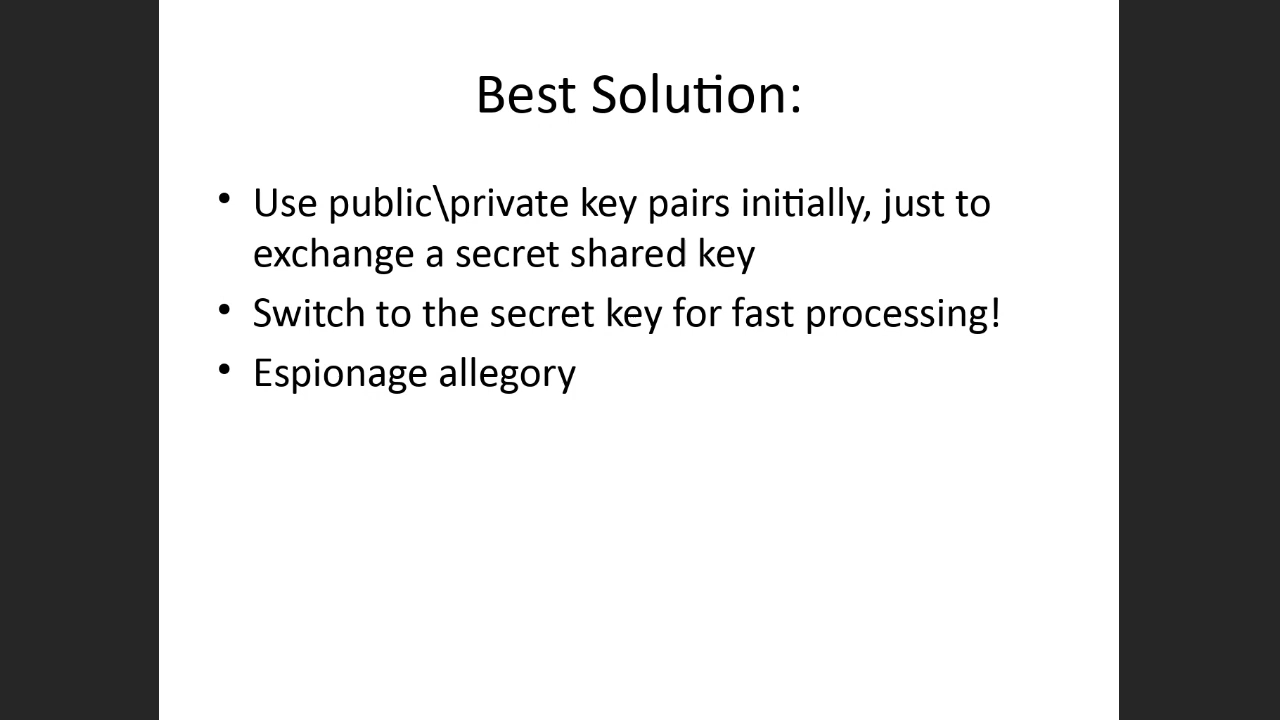 Best Solution:
• Use public\private key pairs initially, just to
exchange a secret shared key
• Switch to the secret key for fast processing!
• Espionage allegory